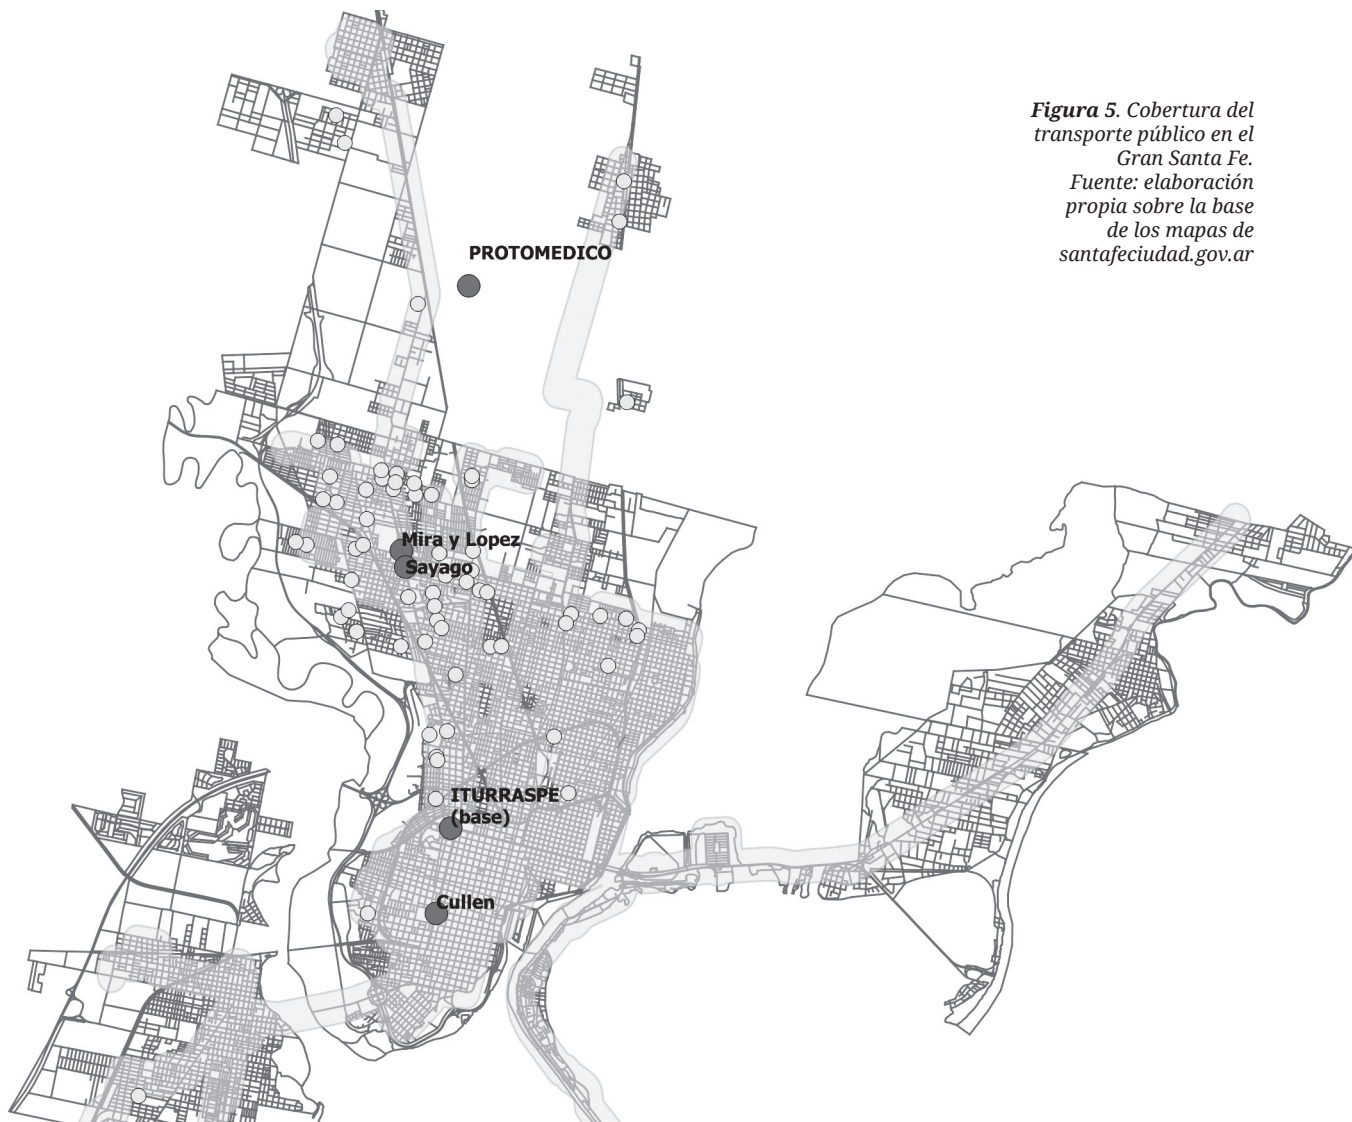 Figura 5. Cobertura del
transporte público en el
Gran Santa Fe.
Fuente: elaboración
propia sobre la base
de los mapas de
santafeciudad.gov.ar
PROTOMEDICO
Mira y Lopez
Sayago
ITURRASPE
(base)
Cullen